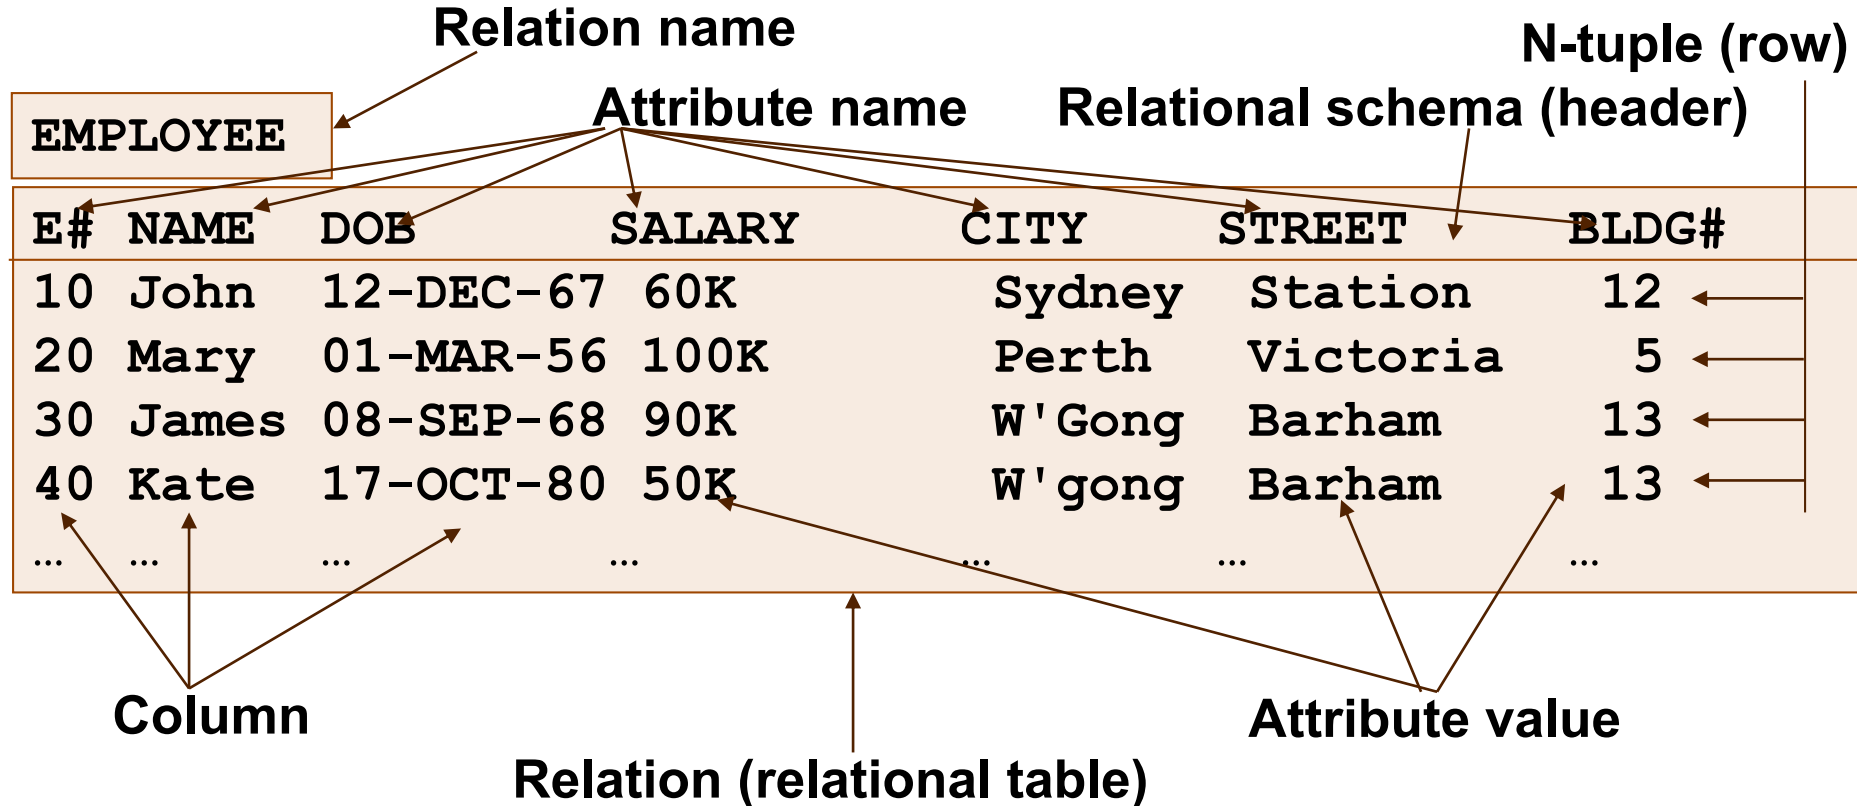 Relation name
N-tuple (row)
Attribute name
Relational schema (header)
EMPLOYEE
E# NAME DOB SALARY CITY STREET BLDG#
10 John 12-DEC-67 60K Sydney Station 12
20 Mary 01-MAR-56 100K Perth Victoria 5
30 James 08-SEP-68 90K W'Gong Barham 13
40 Kate 17-OCT-80 50K W'gong Barham 13
… … … … … … …
Column
Attribute value
Relation (relational table)